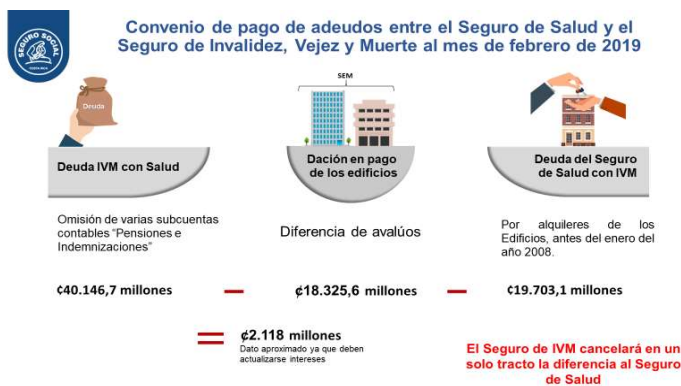 Convenio de pago de adeudos entre el Seguro de Salud y el
Seguro de Invalidez, Vejez y Muerte al mes de febrero de 2019
SEGURO SOCIAL
COSTA RICA
SEM
Deuda
Deuda IVM con Salud
Dación en pago
de los edificios
Deuda del Seguro
de Salud con IVM
Omisión de varias subcuentas
contables "Pensiones e
Indemnizaciones"
Diferencia de avalúos
Por alquileres de los
Edificios, antes del enero del
año 2008.
¢40.146,7 millones
¢18.325,6 millones
¢19.703,1 millones
¢2.118 millones
Dato aproximado ya que deben
actualizarse intereses
El Seguro de IVM cancelará en un
solo tracto la diferencia al Seguro
de Salud